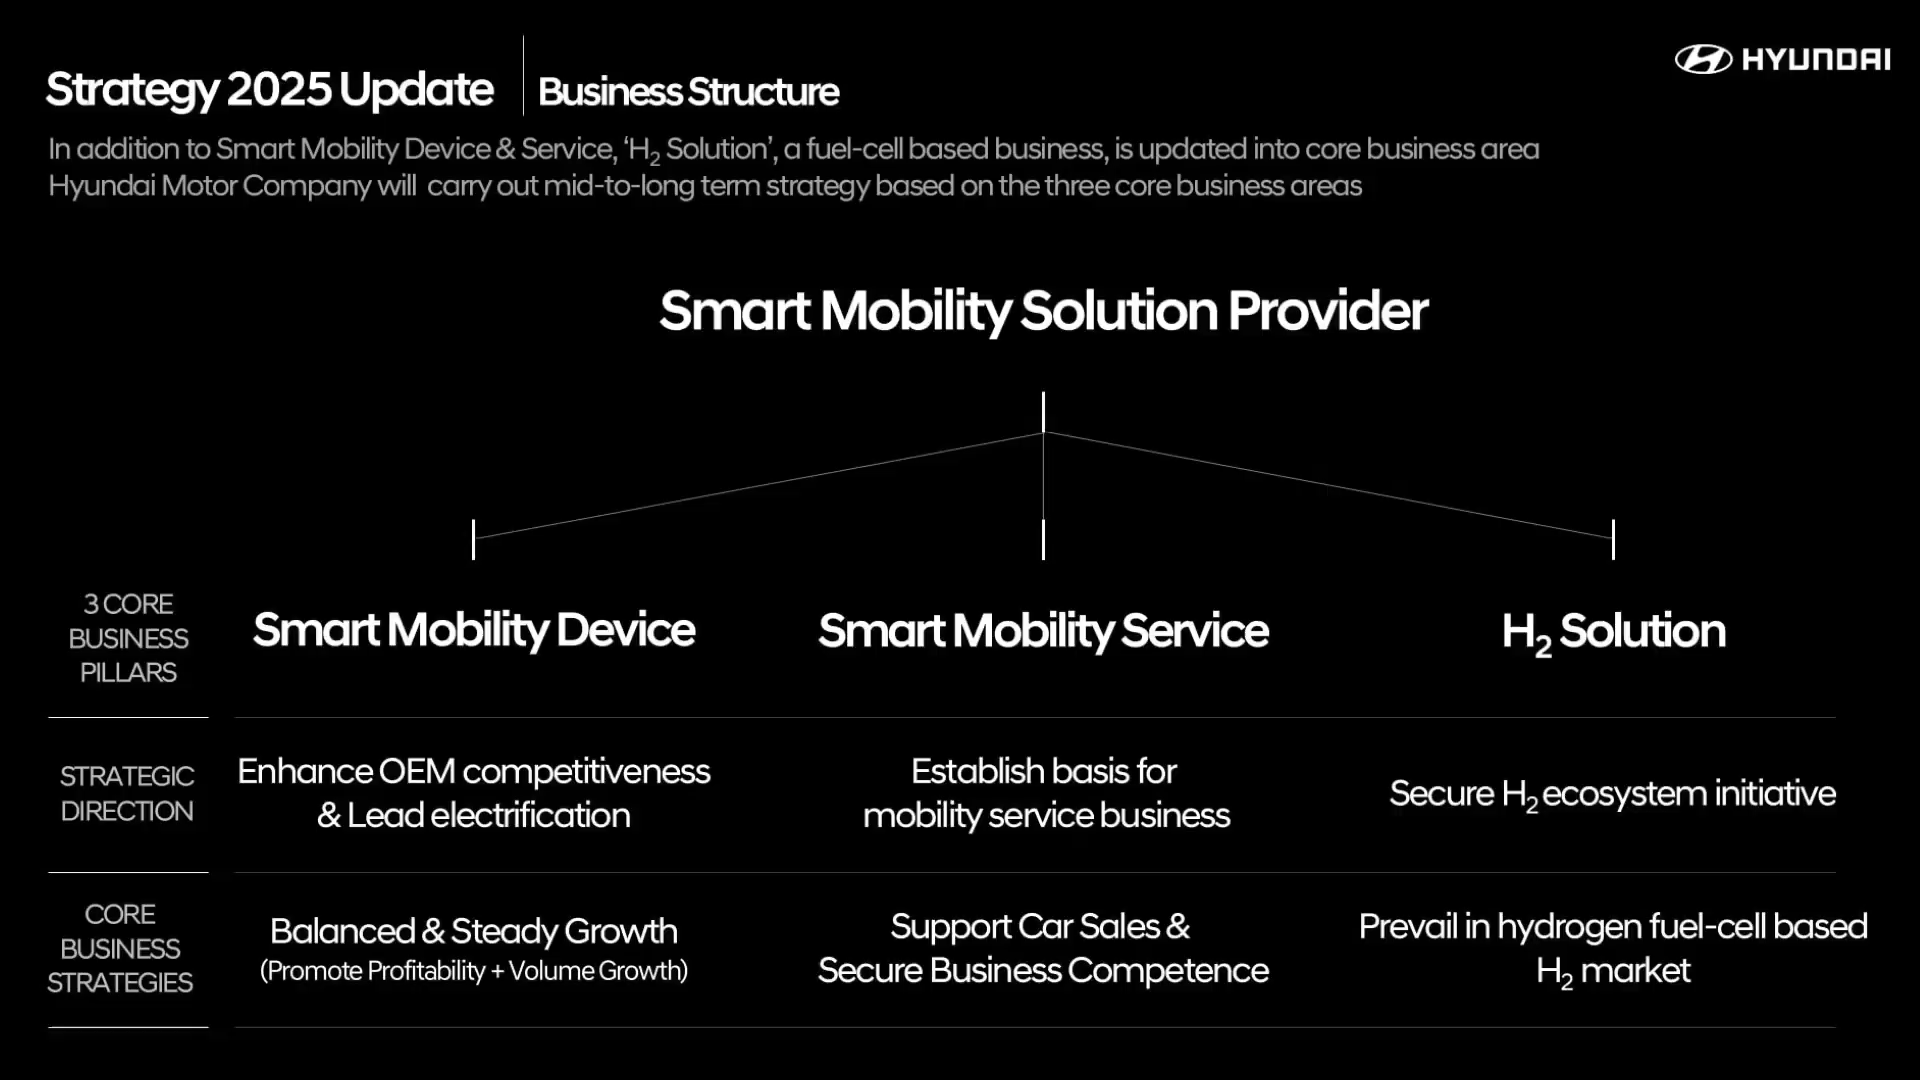 Strategy 2025 Update
Business Structure
HYUNDAI
In addition to Smart Mobility Device & Service, ‘H₂ Solution’, a fuel-cell based business, is updated into core business area
Hyundai Motor Company will carry out mid-to-long term strategy based on the three core business areas
Smart Mobility Solution Provider
3 CORE
BUSINESS
PILLARS
Smart Mobility Device
Smart Mobility Service
H₂ Solution
STRATEGIC
DIRECTION
Enhance OEM competitiveness
& Lead electrification
Establish basis for
mobility service business
Secure H₂ ecosystem initiative
CORE
BUSINESS
STRATEGIES
Balanced & Steady Growth
(Promote Profitability + Volume Growth)
Support Car Sales &
Secure Business Competence
Prevail in hydrogen fuel-cell based
H₂ market